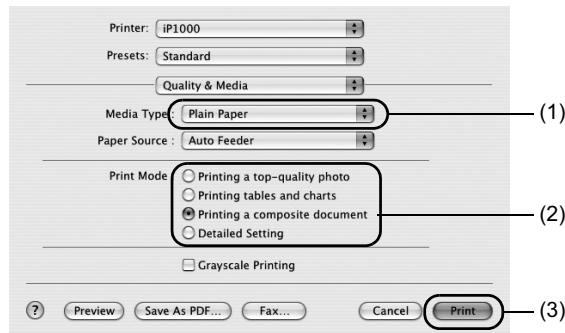 Printer: iP1000
Presets: Standard
Quality & Media
Media Type : Plain Paper (1)
Paper Source : Auto Feeder
Print Mode Printing a top-quality photo
Printing tables and charts
Printing a composite document (2)
Detailed Setting
Grayscale Printing
? Preview Save As PDF... Fax... Cancel Print (3)